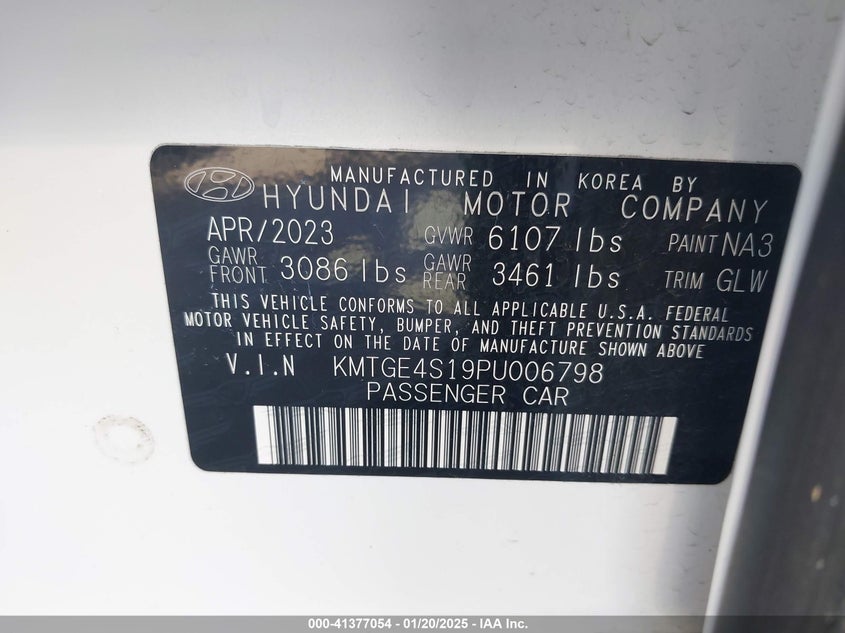 MANUFACTURED IN KOREA BY
HYUNDAI MOTOR COMPANY
APR/2023 GVWR 6107 lbs PAINT NA3
GAWR FRONT 3086 lbs GAWR REAR 3461 lbs TRIM GLW
THIS VEHICLE CONFORMS TO ALL APPLICABLE U.S.A. FEDERAL
MOTOR VEHICLE SAFETY, BUMPER, AND THEFT PREVENTION STANDARDS
IN EFFECT ON THE DATE OF MANUFACTURE SHOWN ABOVE
V.I.N KMTGE4S19PU006798
PASSENGER CAR
000-41377054 - 01/20/2025 - IAA Inc.